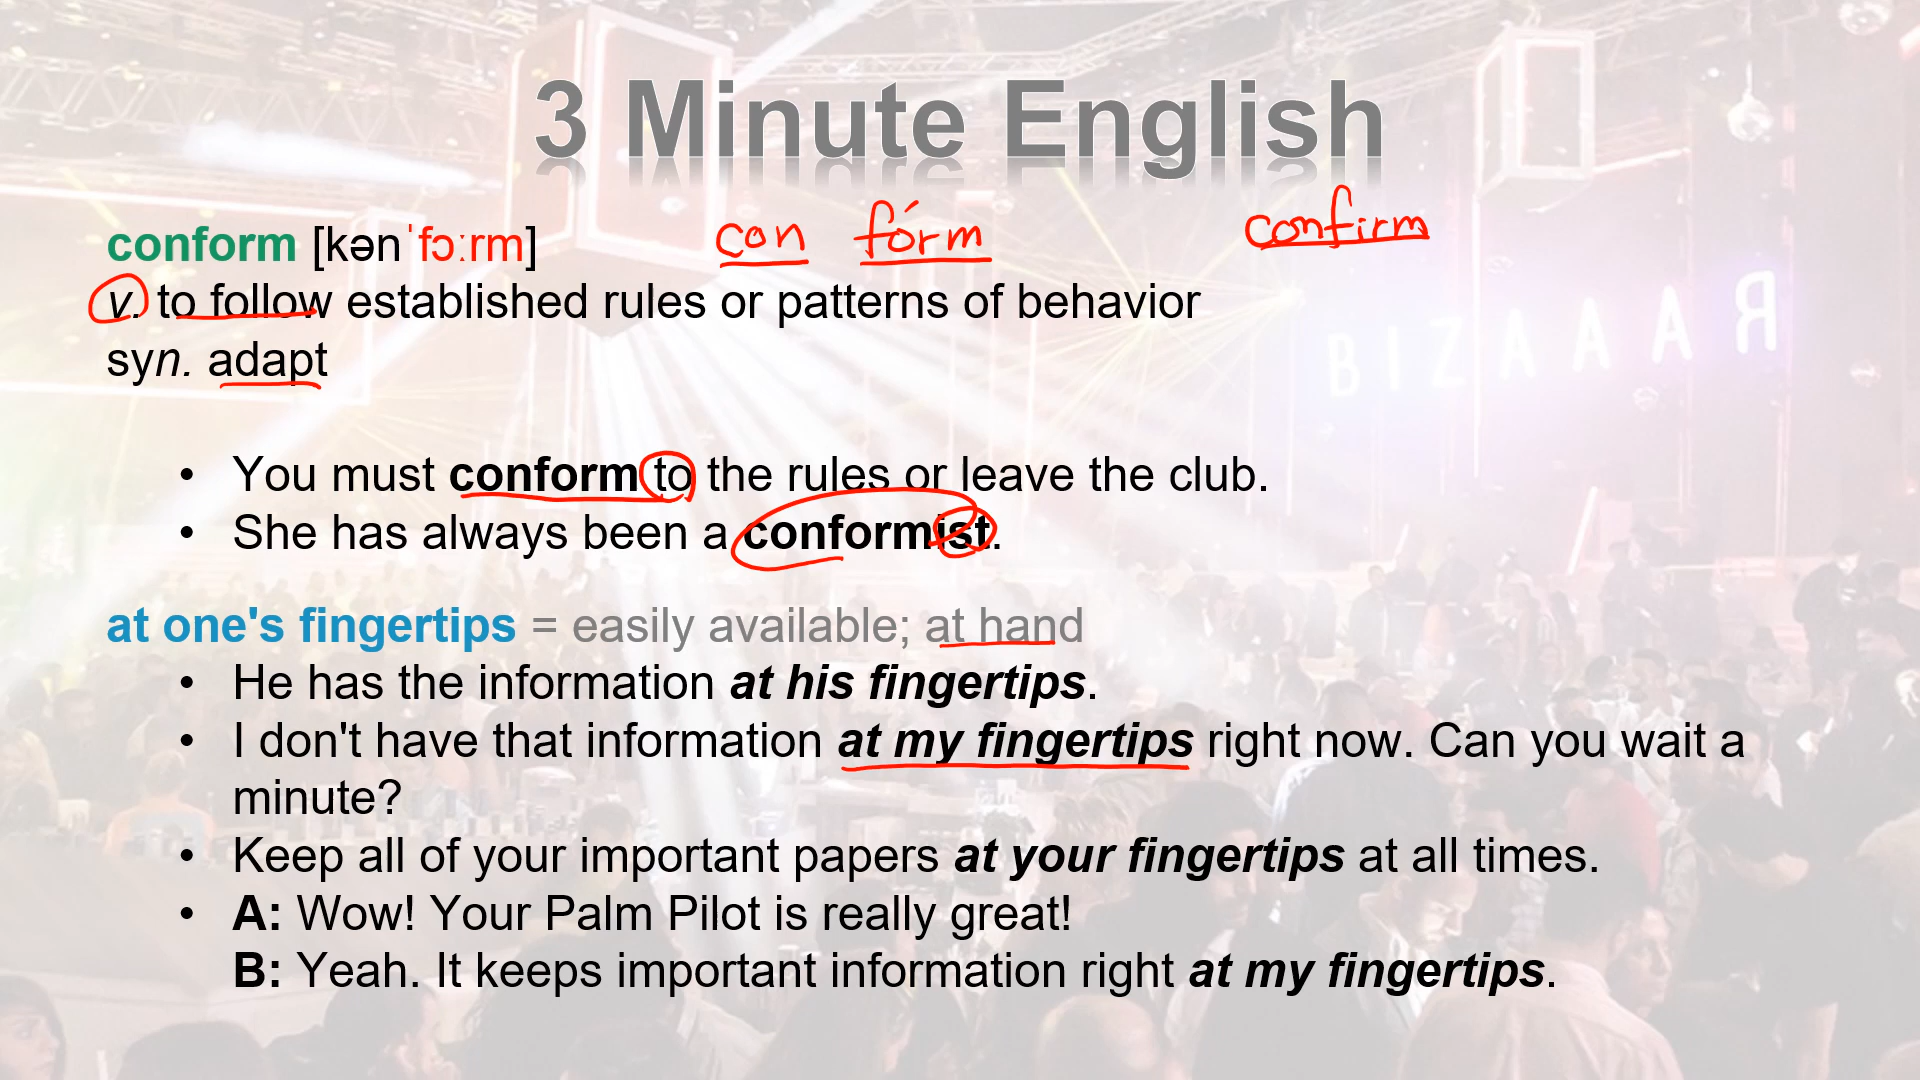 3 Minute English
con fórm confirm
conform [kənˈfɔːrm]
v. to follow established rules or patterns of behavior
BIZAAAR
syn. adapt
• You must conform to the rules or leave the club.
• She has always been a conformist.
at one's fingertips = easily available; at hand
• He has the information at his fingertips.
• I don't have that information at my fingertips right now. Can you wait a
minute?
• Keep all of your important papers at your fingertips at all times.
• A: Wow! Your Palm Pilot is really great!
B: Yeah. It keeps important information right at my fingertips.